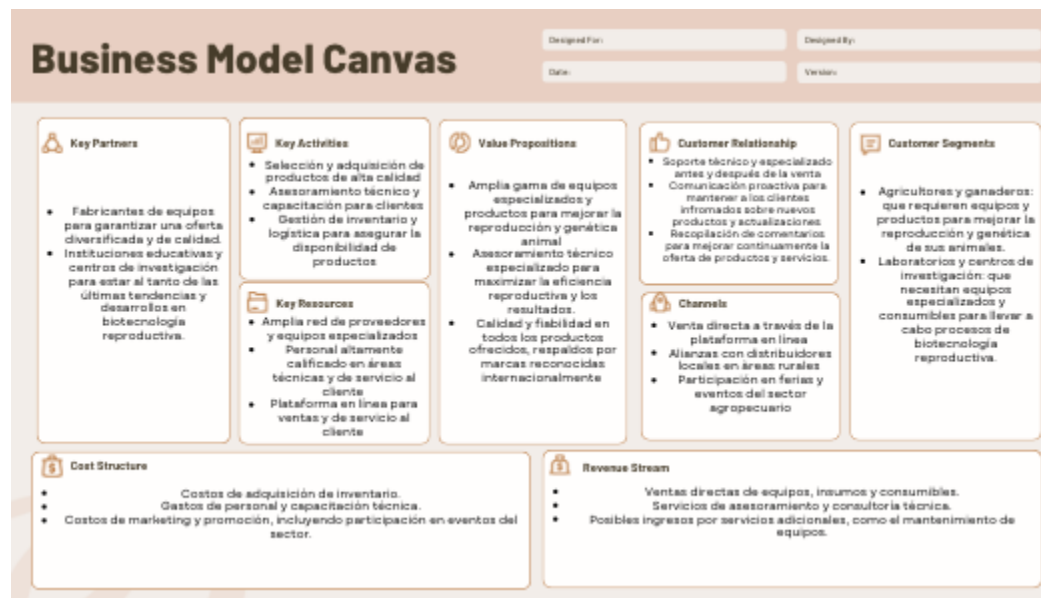 Business Model Canvas
Designed For:
Designed By:
Date:
Version:
Key Partners
• Fabricantes de equipos
para garantizar una oferta
diversificada y de calidad.
• Instituciones educativas y
centros de investigación
para estar al tanto de las
últimas tendencias y
desarrollos en
biotecnología
reproductiva.
Key Activities
• Selección y adquisición de
productos de alta calidad
• Asesoramiento técnico y
capacitación para clientes
• Gestión de inventario y
logística para asegurar la
disponibilidad de
productos
Key Resources
• Amplia red de proveedores
y equipos especializados
• Personal altamente
calificado en áreas
técnicas y de servicio al
cliente
• Plataforma en línea para
ventas y de servicio al
cliente
Value Propositions
• Amplia gama de equipos
especializados y
productos para mejorar la
reproducción y genética
animal
• Asesoramiento técnico
especializado para
maximizar la eficiencia
reproductiva y los
resultados.
• Calidad y fiabilidad en
todos los productos
ofrecidos, respaldos por
marcas reconocidas
internacionalmente
Customer Relationship
• Soporte técnico y especializado
antes y después de la venta
• Comunicación proactiva para
mantener a los clientes
infromados sobre nuevos
productos y actualizaciones
• Recopilación de comentarios
para mejorar continuamente la
oferta de productos y servicios.
Channels
• Venta directa a través de la
plataforma en línea
• Alianzas con distribuidores
locales en áreas rurales
• Participación en ferias y
eventos del sector
agropecuario
Customer Segments
• Agricultores y ganaderos:
que requieren equipos y
productos para mejorar la
reproducción y genética
de sus animales.
• Laboratorios y centros de
investigación: que
necesitan equipos
especializados y
consumibles para llevar a
cabo procesos de
biotecnología
reproductiva.
Cost Structure
• Costos de adquisición de inventario.
• Gastos de personal y capacitación técnica.
• Costos de marketing y promoción, incluyendo participación en eventos del
sector.
Revenue Stream
• Ventas directas de equipos, insumos y consumibles.
• Servicios de asesoramiento y consultoría técnica.
• Posibles ingresos por servicios adicionales, como el mantenimiento de
equipos.